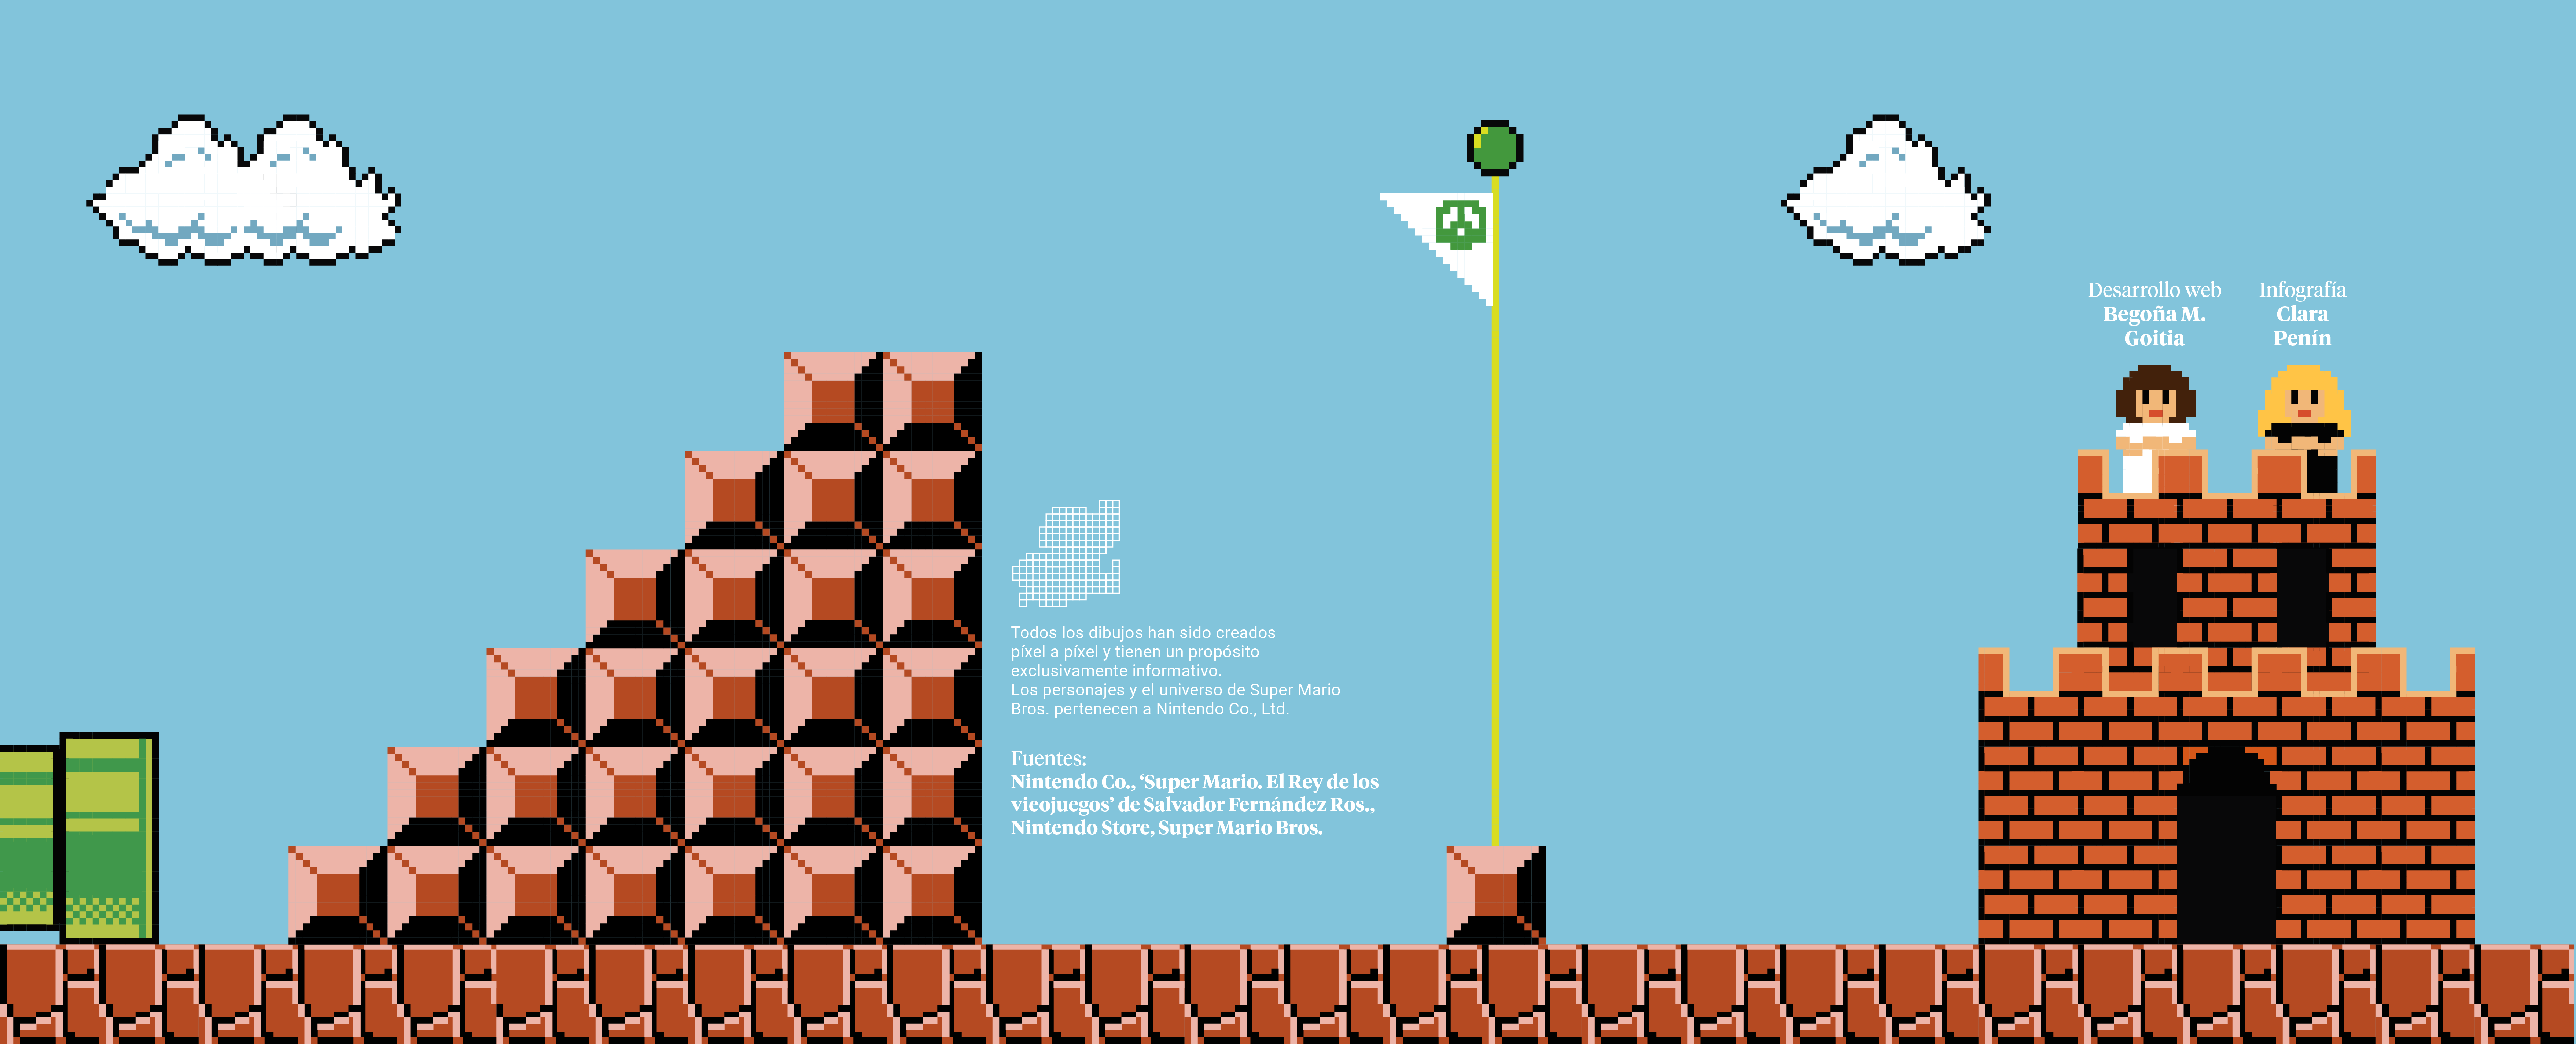 Desarrollo web
Begoña M.
Goitia
Infografía
Clara
Penín
Todos los dibujos han sido creados
píxel a píxel y tienen un propósito
exclusivamente informativo.
Los personajes y el universo de Super Mario
Bros. pertenecen a Nintendo Co., Ltd.
Fuentes:
Nintendo Co., ‘Super Mario. El Rey de los
vieojuegos’ de Salvador Fernández Ros.,
Nintendo Store, Super Mario Bros.